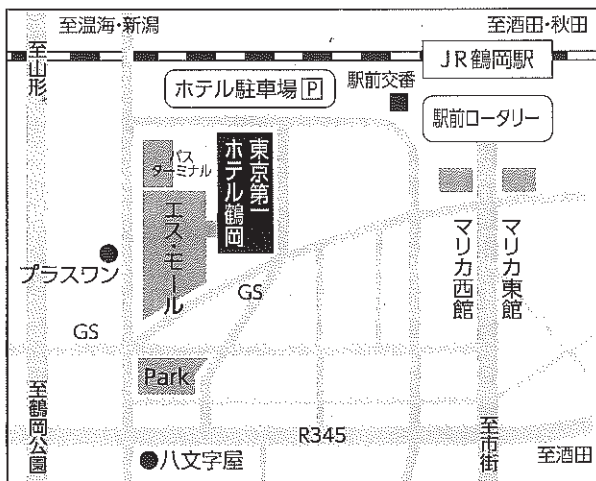 至温海・新潟
至酒田・秋田
至山形
JR鶴岡駅
ホテル駐車場P
駅前交番
駅前ロータリー
バス
ターミナル
東京第一
ホテル鶴岡
エス・モール
プラスワン
GS
GS
マリカ西館
マリカ東館
Park
至鶴岡公園
R345
八文字屋
至市街
至酒田